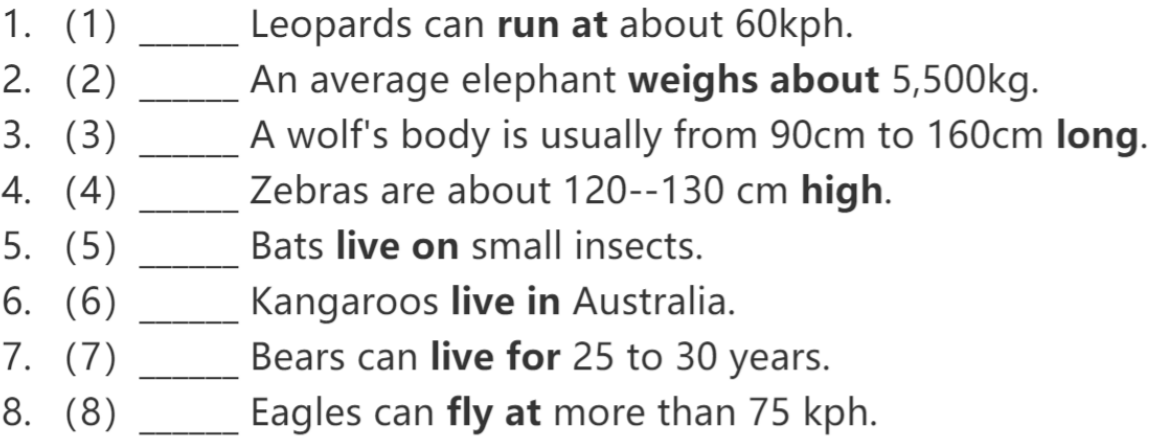 1. (1) ______ Leopards can run at about 60kph.
2. (2) ______ An average elephant weighs about 5,500kg.
3. (3) ______ A wolf's body is usually from 90cm to 160cm long.
4. (4) ______ Zebras are about 120--130 cm high.
5. (5) ______ Bats live on small insects.
6. (6) ______ Kangaroos live in Australia.
7. (7) ______ Bears can live for 25 to 30 years.
8. (8) ______ Eagles can fly at more than 75 kph.